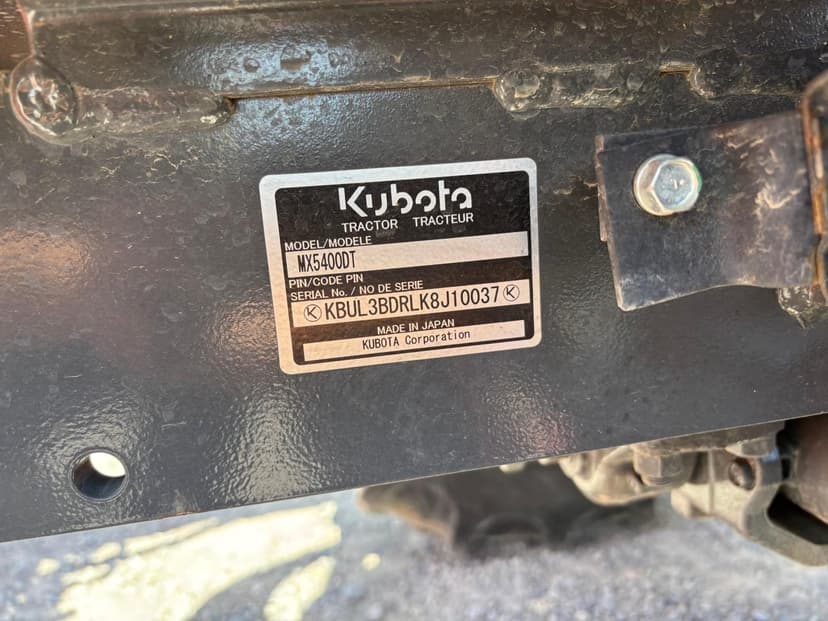 Kubota
TRACTOR TRACTEUR
MODEL/MODELE
MX5400DT
PIN/CODE PIN
SERIAL No. / NO DE SERIE
Ⓚ KBUL3BDRLK8J10037 Ⓚ
MADE IN JAPAN
KUBOTA Corporation